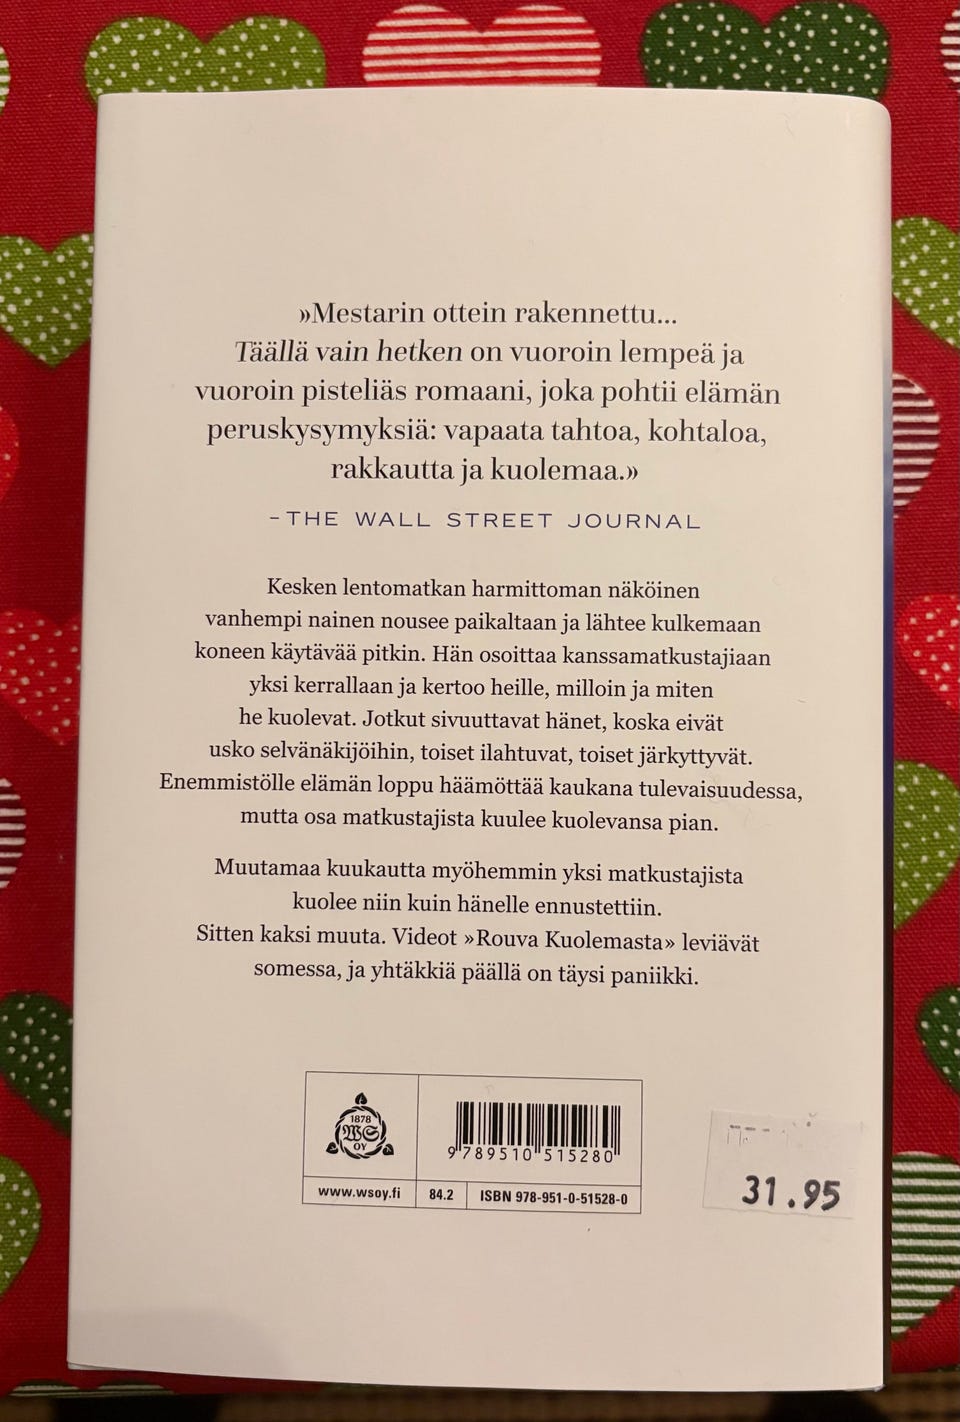 »Mestarin ottein rakennettu...
Täällä vain hetken on vuoroin lempeä ja
vuoroin pisteliäs romaani, joka pohtii elämän
peruskysymyksiä: vapaata tahtoa, kohtaloa,
rakkautta ja kuolemaa.»
– THE WALL STREET JOURNAL
Kesken lentomatkan harmittoman näköinen
vanhempi nainen nousee paikaltaan ja lähtee kulkemaan
koneen käytävää pitkin. Hän osoittaa kanssamatkustajiaan
yksi kerrallaan ja kertoo heille, milloin ja miten
he kuolevat. Jotkut sivuuttavat hänet, koska eivät
usko selvänäkijöihin, toiset ilahtuvat, toiset järkyttyvät.
Enemmistölle elämän loppu häämöttää kaukana tulevaisuudessa,
mutta osa matkustajista kuulee kuolevansa pian.
Muutamaa kuukautta myöhemmin yksi matkustajista
kuolee niin kuin hänelle ennustettiin.
Sitten kaksi muuta. Videot »Rouva Kuolemasta» leviävät
somessa, ja yhtäkkiä päällä on täysi paniikki.
1878
WS
OY
9 789510 515280
www.wsoy.fi 84.2 ISBN 978-951-0-51528-0
31.95